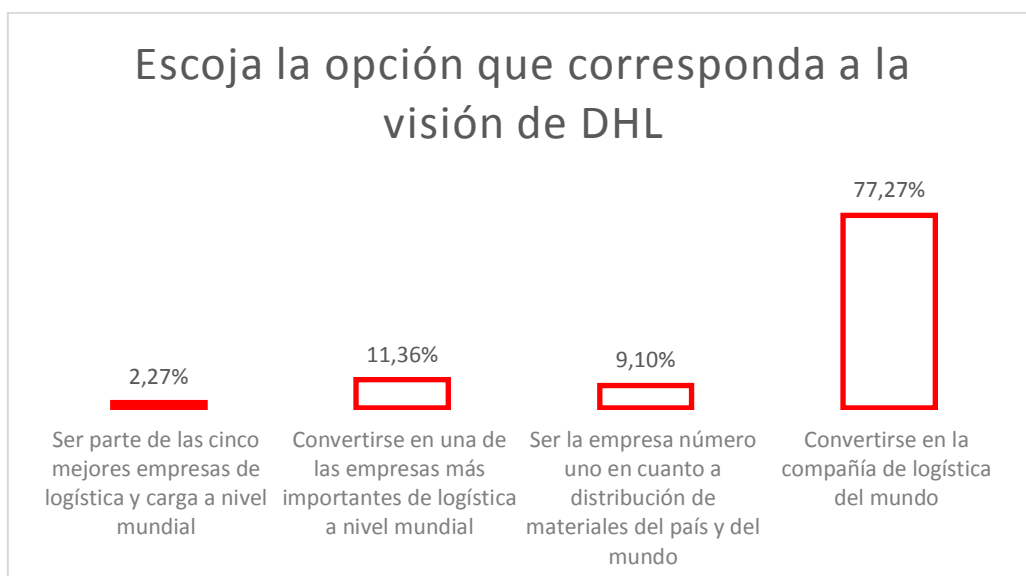 Escoja la opción que corresponda a la
visión de DHL
77,27%
11,36%
9,10%
2,27%
Ser parte de las cinco
mejores empresas de
logística y carga a nivel
mundial
Convertirse en una de
las empresas más
importantes de logística
a nivel mundial
Ser la empresa número
uno en cuanto a
distribución de
materiales del país y del
mundo
Convertirse en la
compañía de logística
del mundo